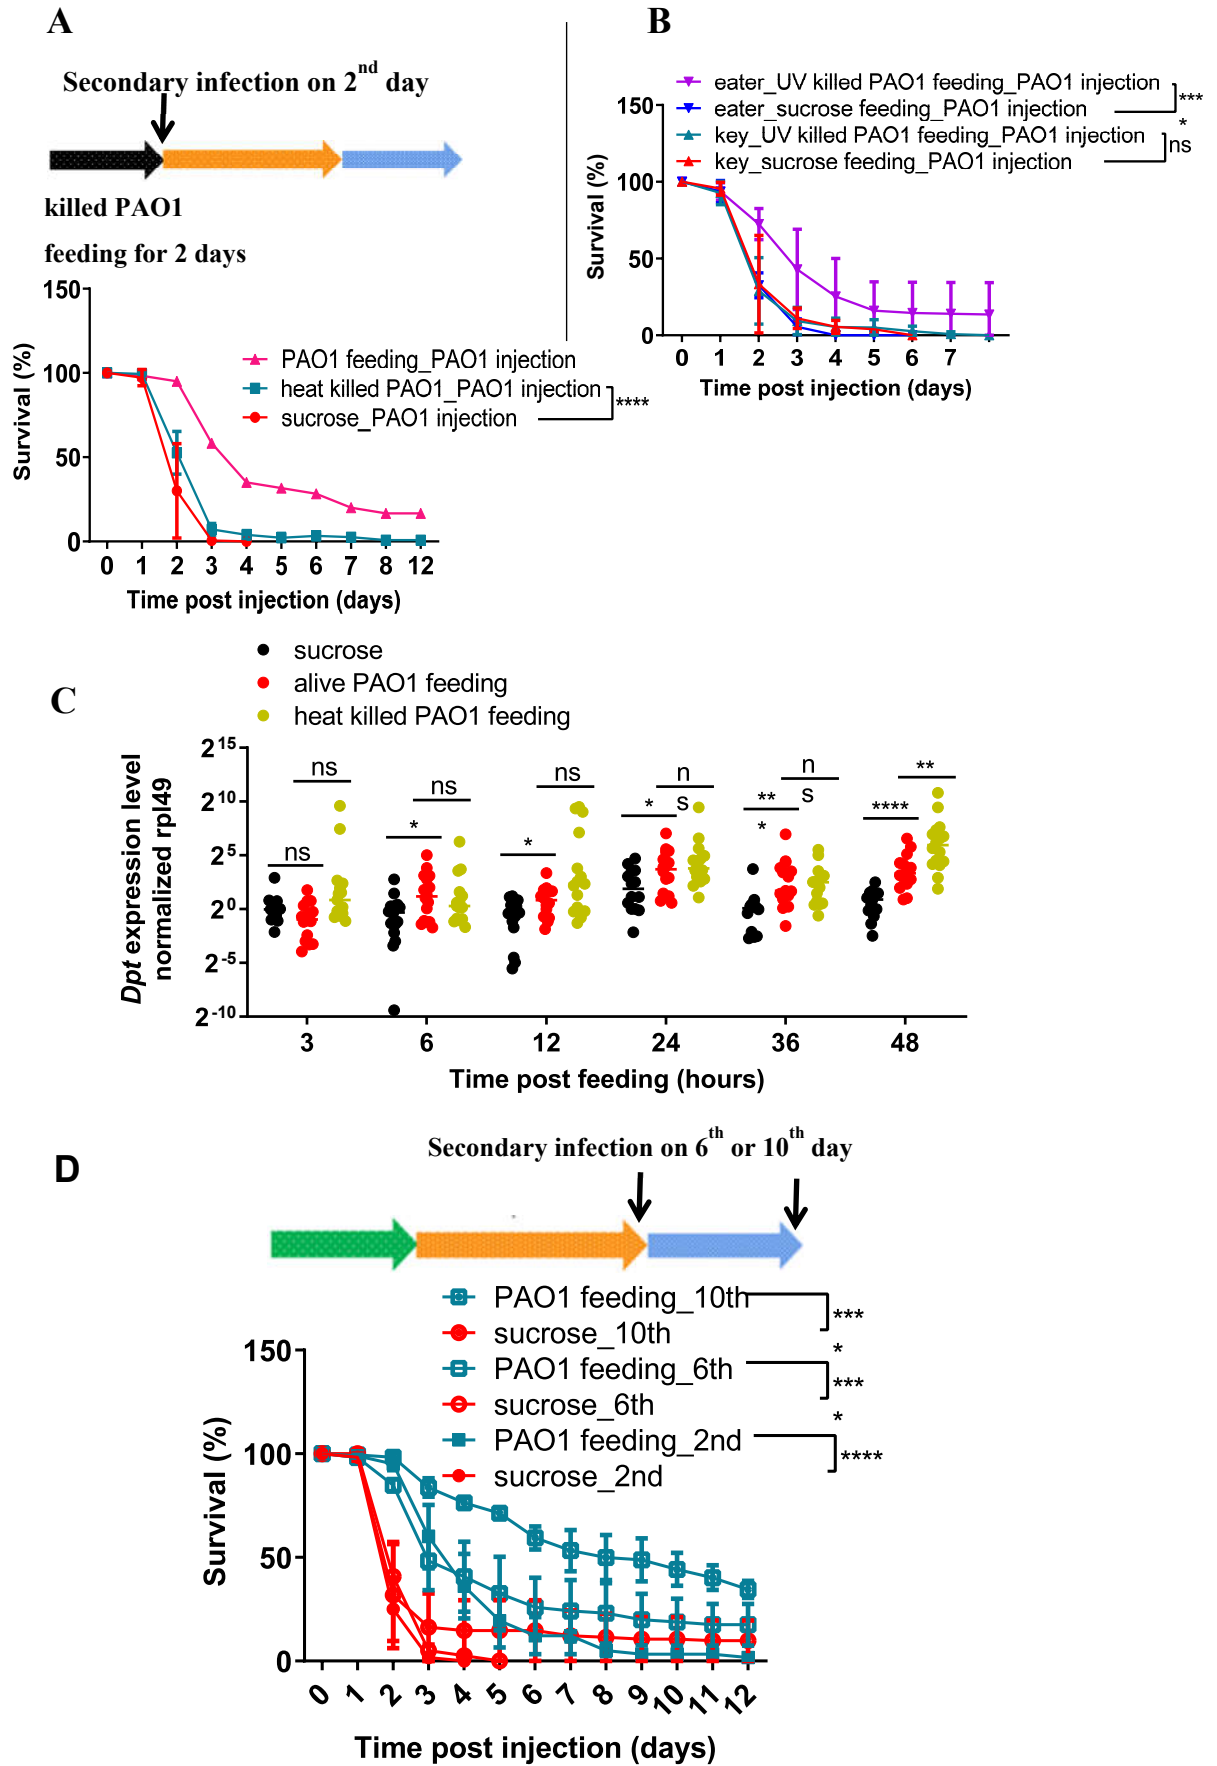 A
Secondary infection on 2nd day
killed PAO1
feeding for 2 days
150
100
50
0
Survival (%)
PAO1 feeding_PAO1 injection
heat killed PAO1_PAO1 injection
sucrose_PAO1 injection
****
0 1 2 3 4 5 6 7 8 12
Time post injection (days)
B
eater_UV killed PAO1 feeding_PAO1 injection
eater_sucrose feeding_PAO1 injection
key_UV killed PAO1 feeding_PAO1 injection
key_sucrose feeding_PAO1 injection
***
*
ns
150
100
50
0
Survival (%)
0 1 2 3 4 5 6 7
Time post injection (days)
C
sucrose
alive PAO1 feeding
heat killed PAO1 feeding
Dpt expression level
normalized rpl49
2^15
2^10
2^5
2^0
2^-5
2^-10
ns
ns
ns
*
ns
*
n
s
*
n
s
**
*
**
****
3 6 12 24 36 48
Time post feeding (hours)
D
Secondary infection on 6th or 10th day
PAO1 feeding_10th
sucrose_10th
PAO1 feeding_6th
sucrose_6th
PAO1 feeding_2nd
sucrose_2nd
***
*
***
*
****
150
100
50
0
Survival (%)
0 1 2 3 4 5 6 7 8 9 10 11 12
Time post injection (days)